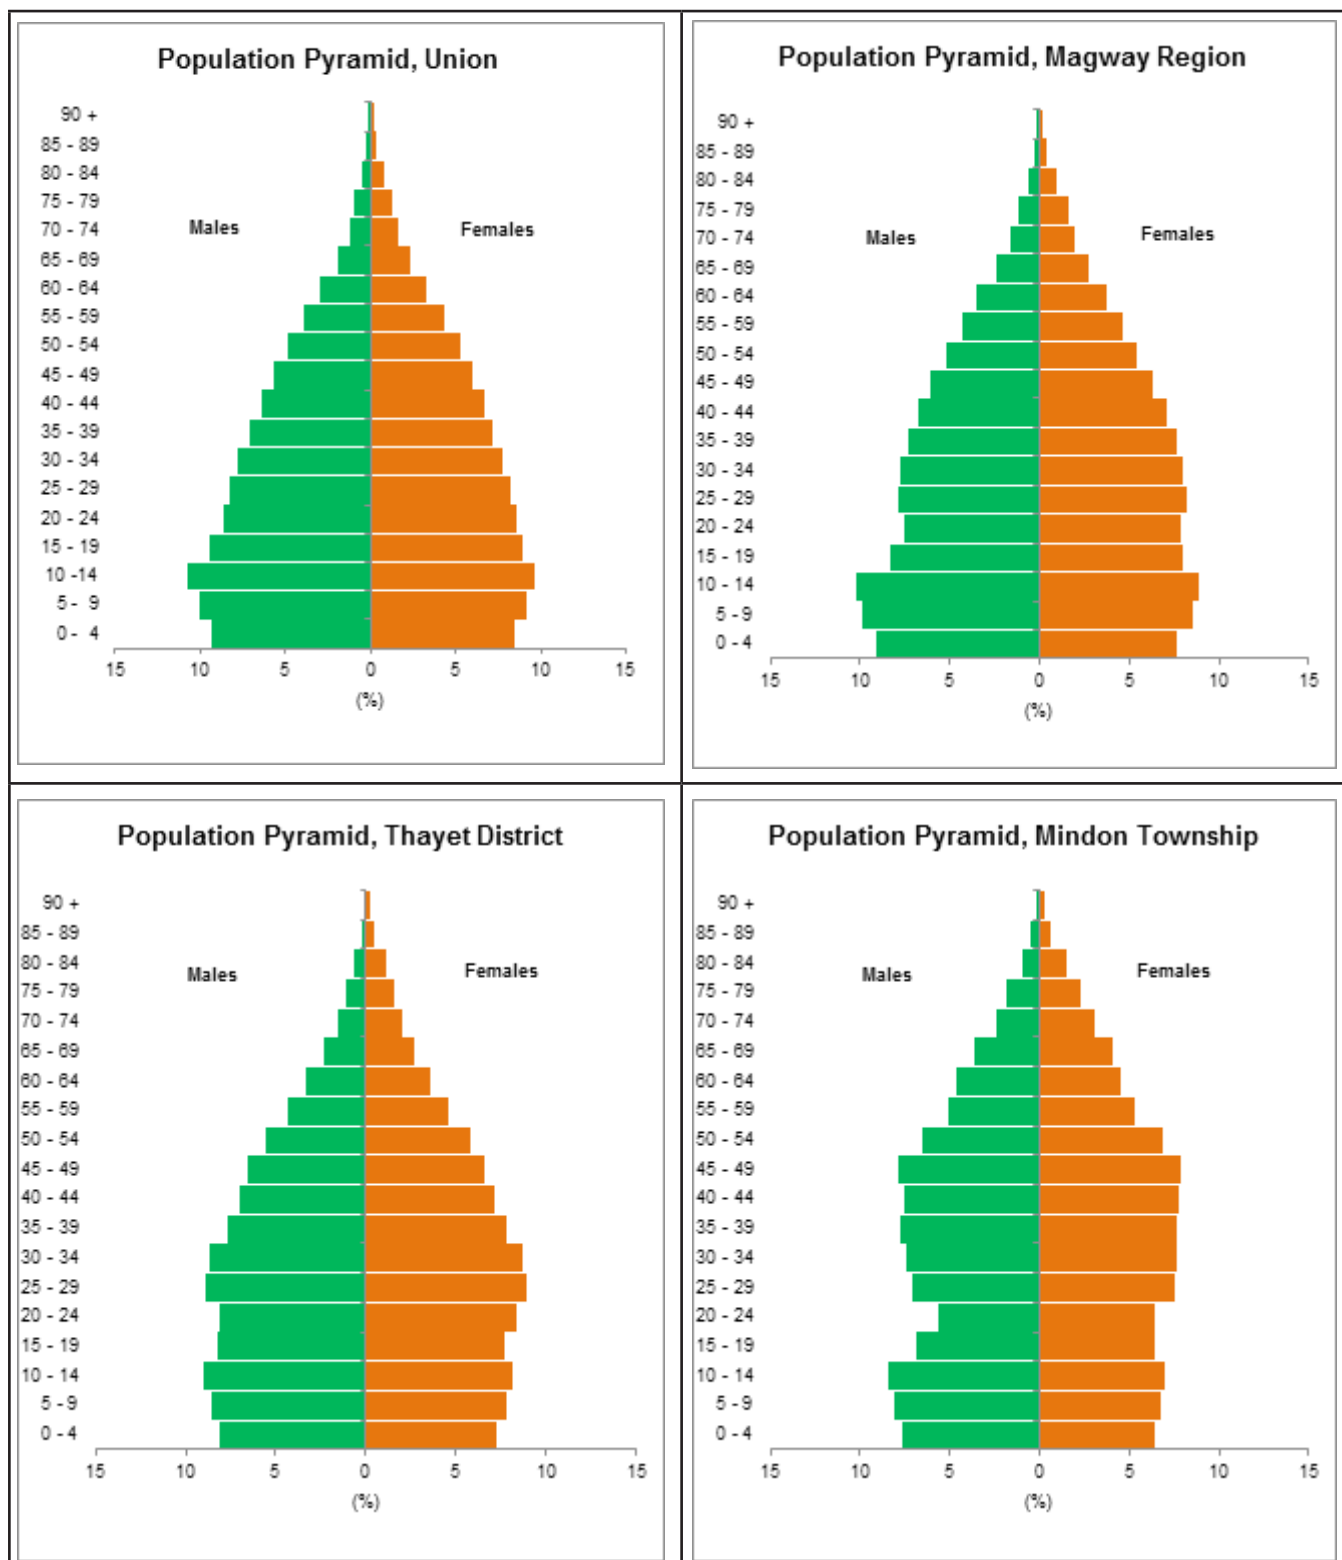 Population Pyramid, Union
90 +
85 - 89
80 - 84
75 - 79
70 - 74
65 - 69
60 - 64
55 - 59
50 - 54
45 - 49
40 - 44
35 - 39
30 - 34
25 - 29
20 - 24
15 - 19
10 -14
5 - 9
0 - 4
Males
Females
15 10 5 0 5 10 15
(%)
Population Pyramid, Magway Region
90 +
85 - 89
80 - 84
75 - 79
70 - 74
65 - 69
60 - 64
55 - 59
50 - 54
45 - 49
40 - 44
35 - 39
30 - 34
25 - 29
20 - 24
15 - 19
10 - 14
5 - 9
0 - 4
Males
Females
15 10 5 0 5 10 15
(%)
Population Pyramid, Thayet District
90 +
85 - 89
80 - 84
75 - 79
70 - 74
65 - 69
60 - 64
55 - 59
50 - 54
45 - 49
40 - 44
35 - 39
30 - 34
25 - 29
20 - 24
15 - 19
10 - 14
5 - 9
0 - 4
Males
Females
15 10 5 0 5 10 15
(%)
Population Pyramid, Mindon Township
90 +
85 - 89
80 - 84
75 - 79
70 - 74
65 - 69
60 - 64
55 - 59
50 - 54
45 - 49
40 - 44
35 - 39
30 - 34
25 - 29
20 - 24
15 - 19
10 - 14
5 - 9
0 - 4
Males
Females
15 10 5 0 5 10 15
(%)